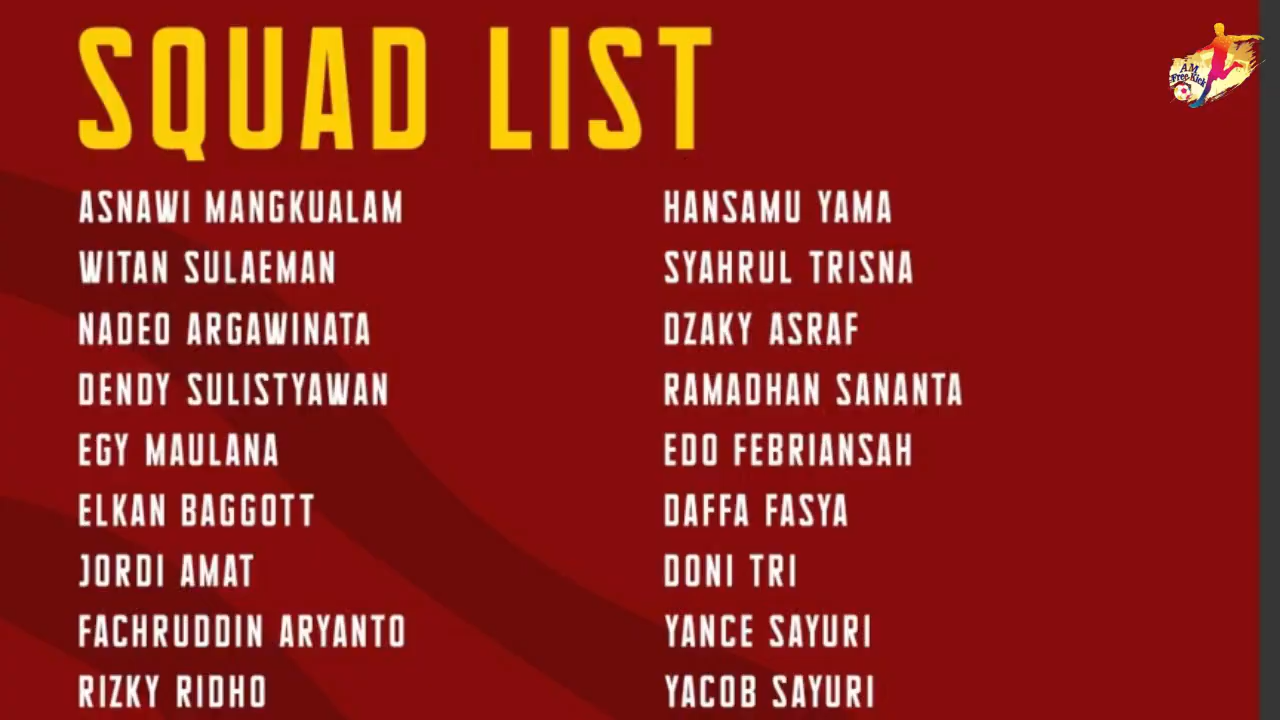 SQUAD LIST
ASNAWI MANGKUALAM
WITAN SULAEMAN
NADEO ARGAWINATA
DENDY SULISTYAWAN
EGY MAULANA
ELKAN BAGGOTT
JORDI AMAT
FACHRUDDIN ARYANTO
RIZKY RIDHO
HANSAMU YAMA
SYAHRUL TRISNA
DZAKY ASRAF
RAMADHAN SANANTA
EDO FEBRIANSAH
DAFFA FASYA
DONI TRI
YANCE SAYURI
YACOB SAYURI
A.M
Free Kick